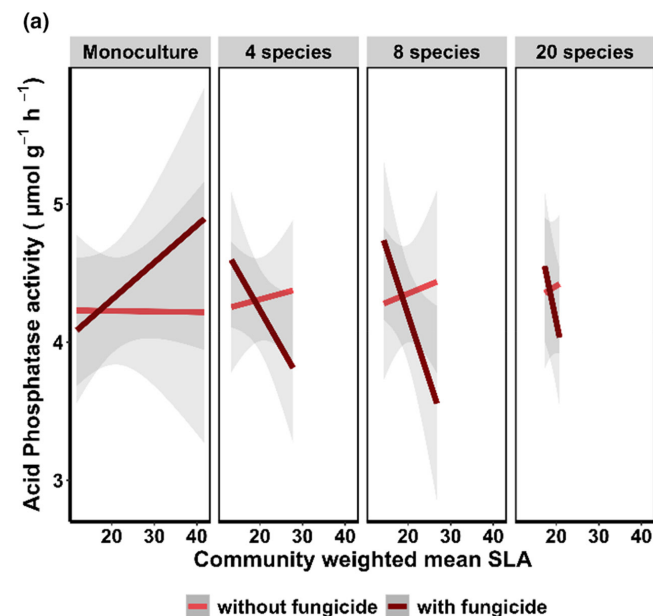 (a)
Monoculture 4 species 8 species 20 species
Acid Phosphatase activity ( μmol g⁻¹ h⁻¹ )
5
4
3
20 30 40 20 30 40 20 30 40 20 30 40
Community weighted mean SLA
without fungicide with fungicide